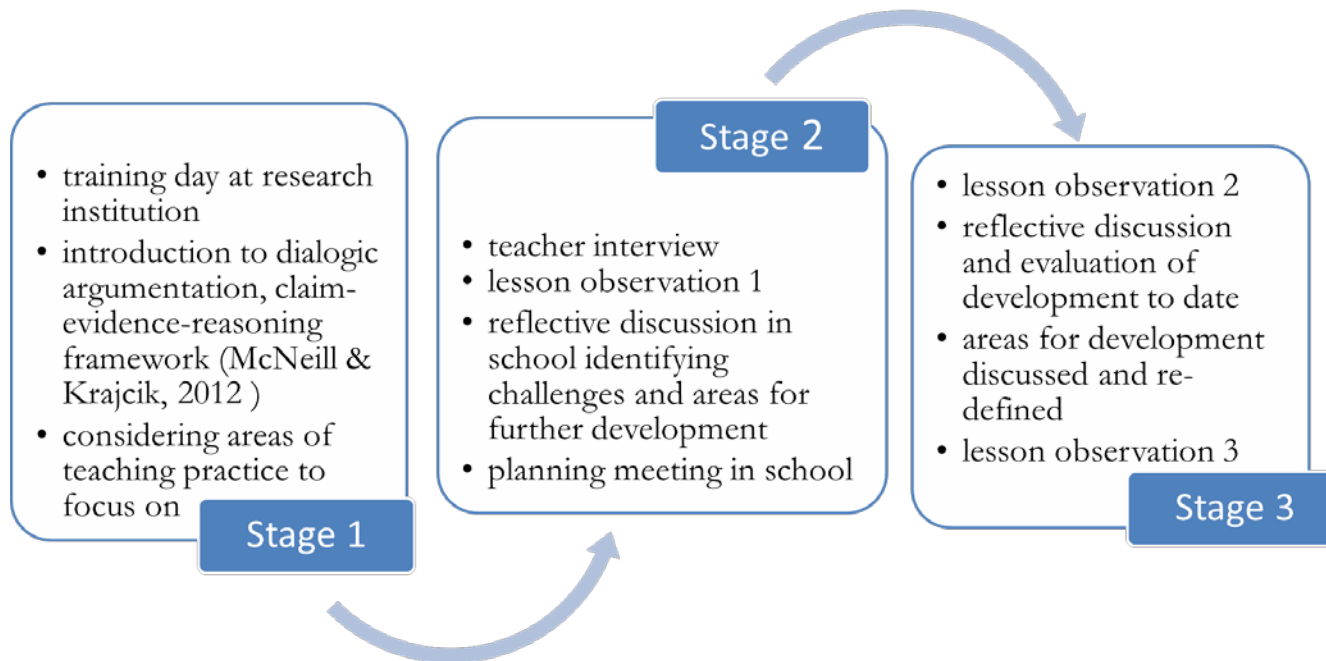 • training day at research
institution
• introduction to dialogic
argumentation, claim-
evidence-reasoning
framework (McNeill &
Krajcik, 2012 )
• considering areas of
teaching practice to
focus on
Stage 1
Stage 2
• teacher interview
• lesson observation 1
• reflective discussion in
school identifying
challenges and areas for
further development
• planning meeting in school
• lesson observation 2
• reflective discussion
and evaluation of
development to date
• areas for development
discussed and re-
defined
• lesson observation 3
Stage 3